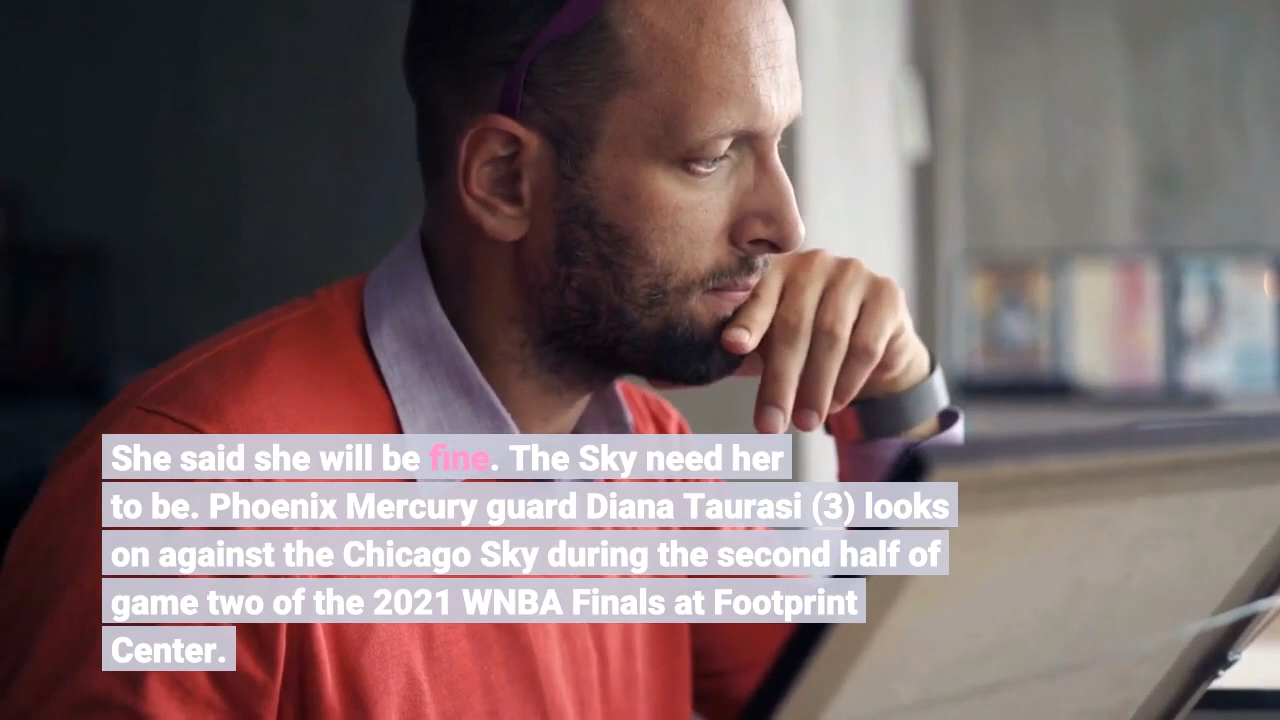 She said she will be fine. The Sky need her
to be. Phoenix Mercury guard Diana Taurasi (3) looks
on against the Chicago Sky during the second half of
game two of the 2021 WNBA Finals at Footprint
Center.